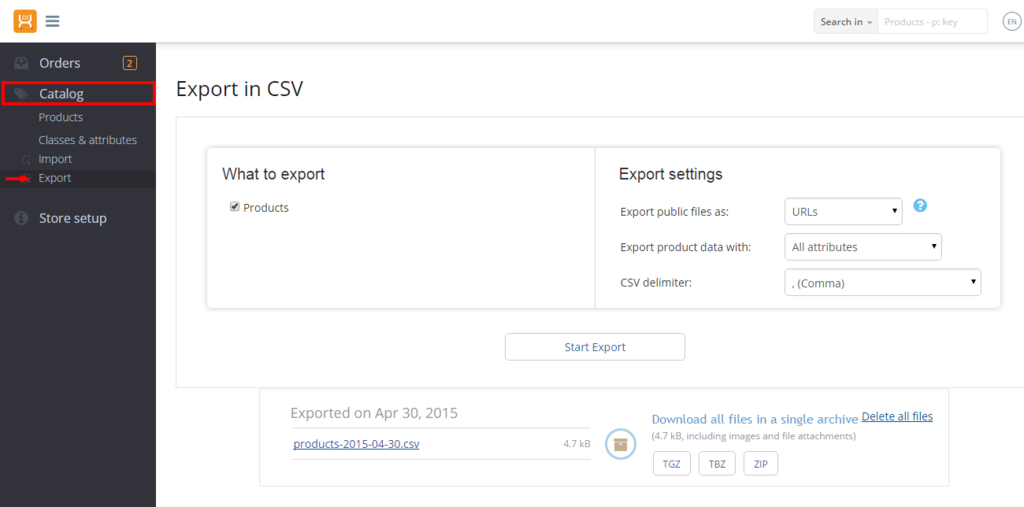 Search in
Products - p: key
EN
Orders 2
Catalog
Products
Classes & attributes
Import
Export
Store setup
Export in CSV
What to export
Products
Export settings
Export public files as: URLs ?
Export product data with: All attributes
CSV delimiter: , (Comma)
Start Export
Exported on Apr 30, 2015
products-2015-04-30.csv 4.7 kB
Download all files in a single archive Delete all files
(4.7 kB, including images and file attachments)
TGZ TBZ ZIP